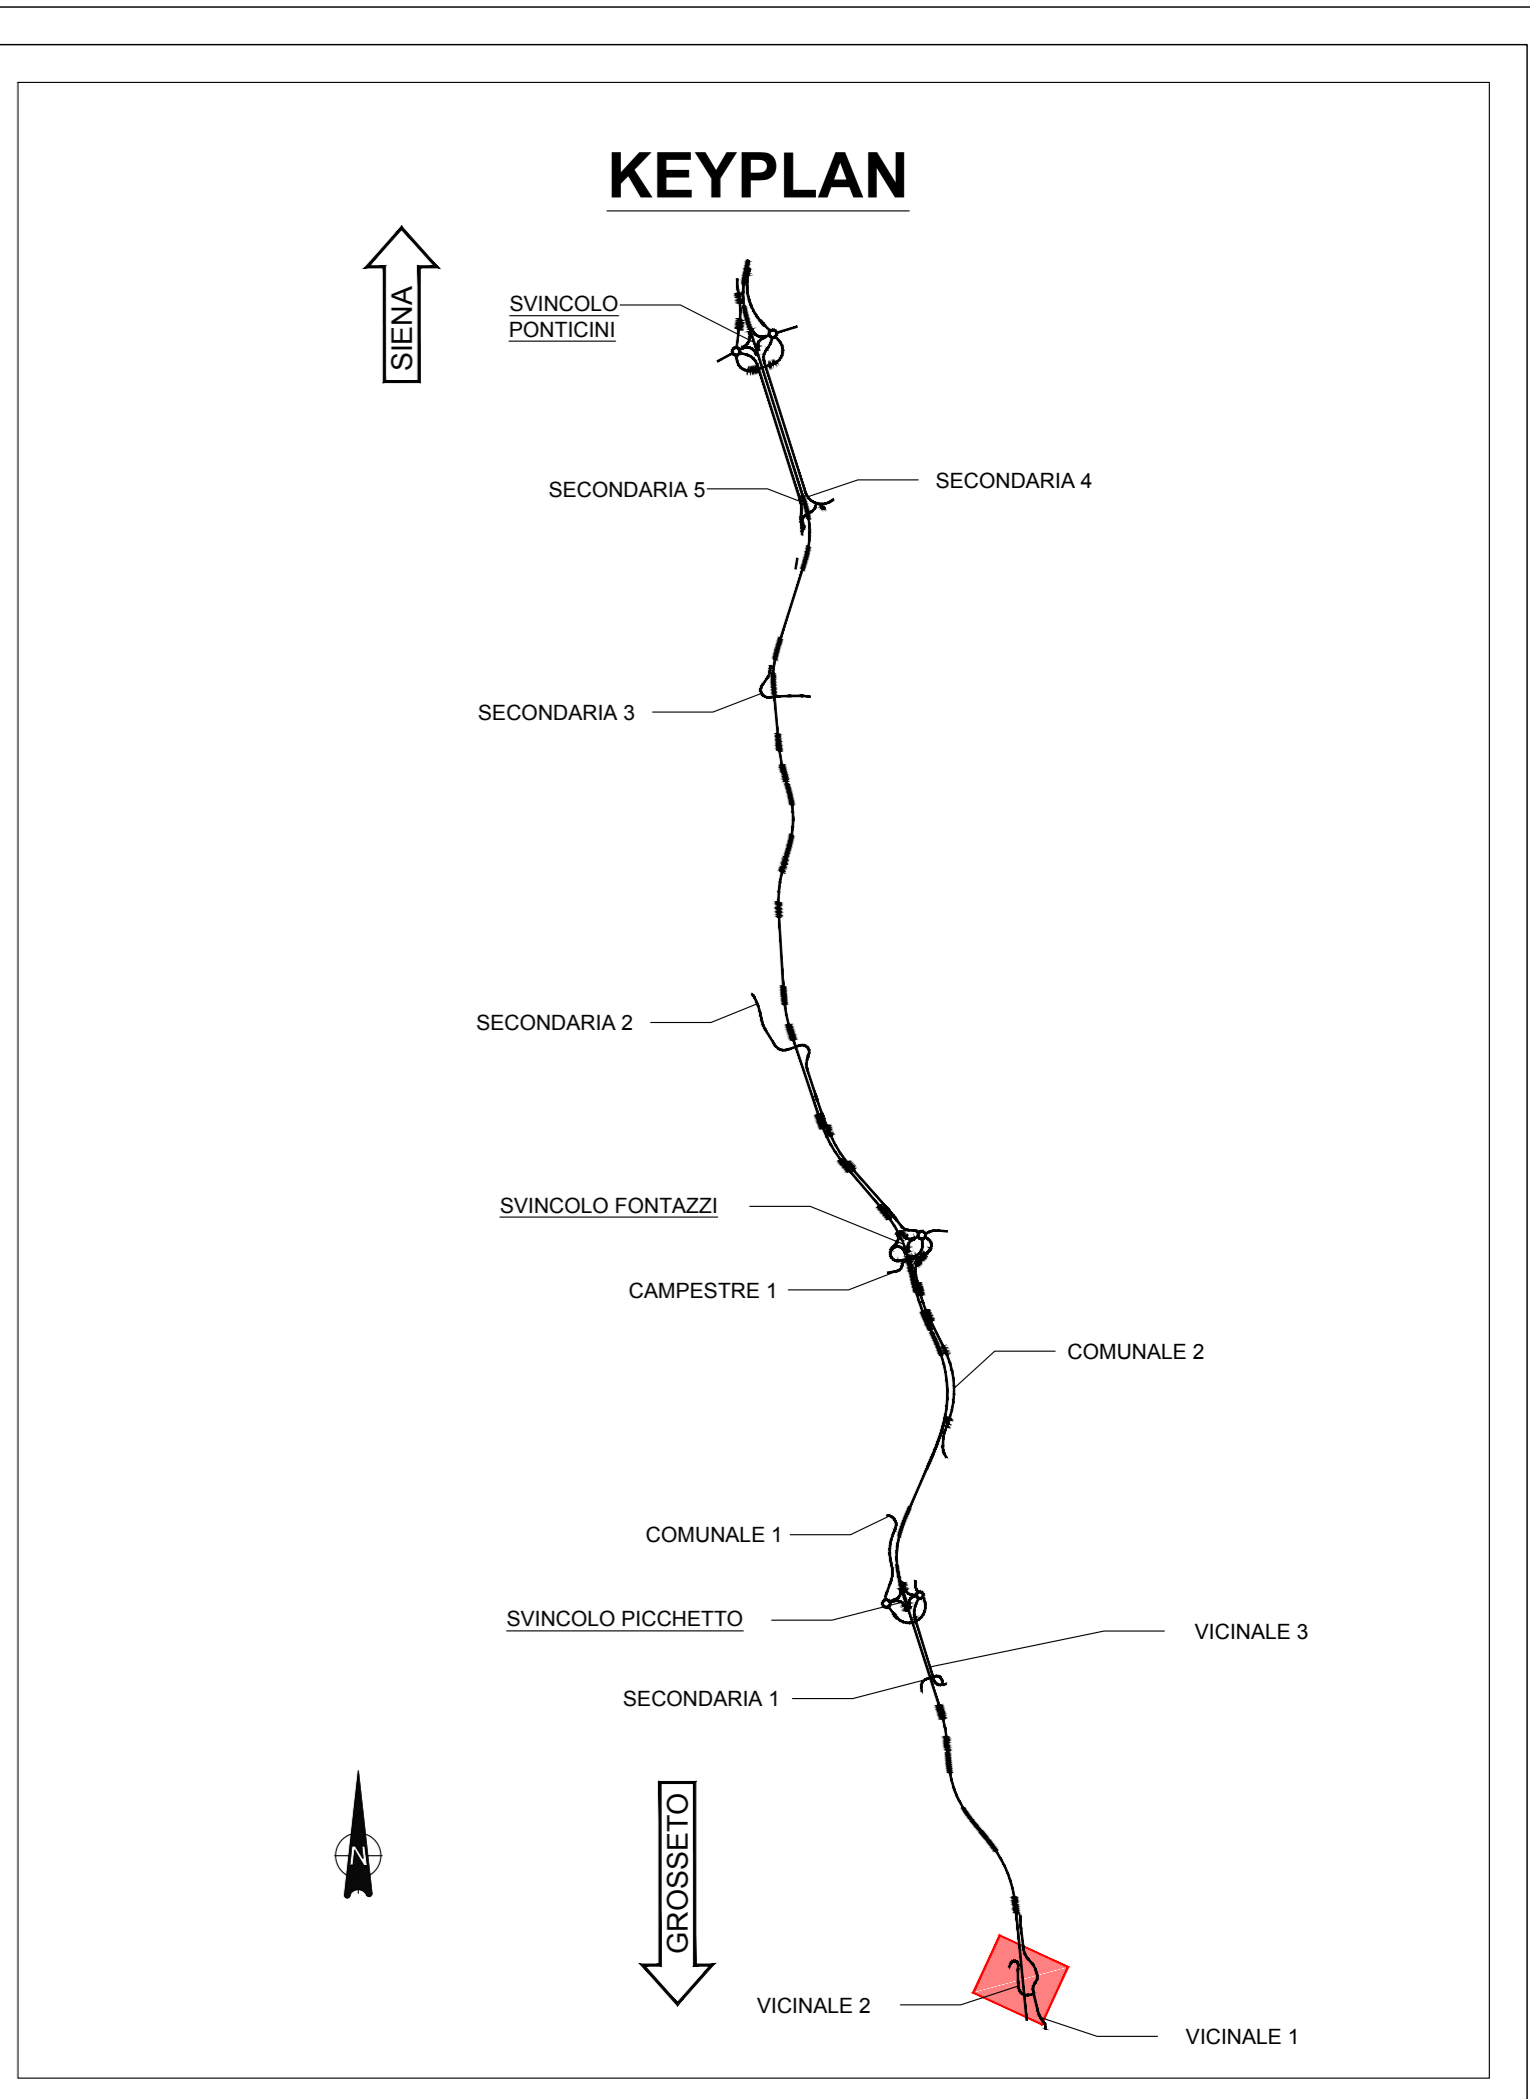 KEYPLAN
SIENA
SVINCOLO
PONTICINI
SECONDARIA 5
SECONDARIA 4
SECONDARIA 3
SECONDARIA 2
SVINCOLO FONTAZZI
CAMPESTRE 1
COMUNALE 2
COMUNALE 1
SVINCOLO PICCHETTO
VICINALE 3
SECONDARIA 1
N
GROSSETO
VICINALE 2
VICINALE 1